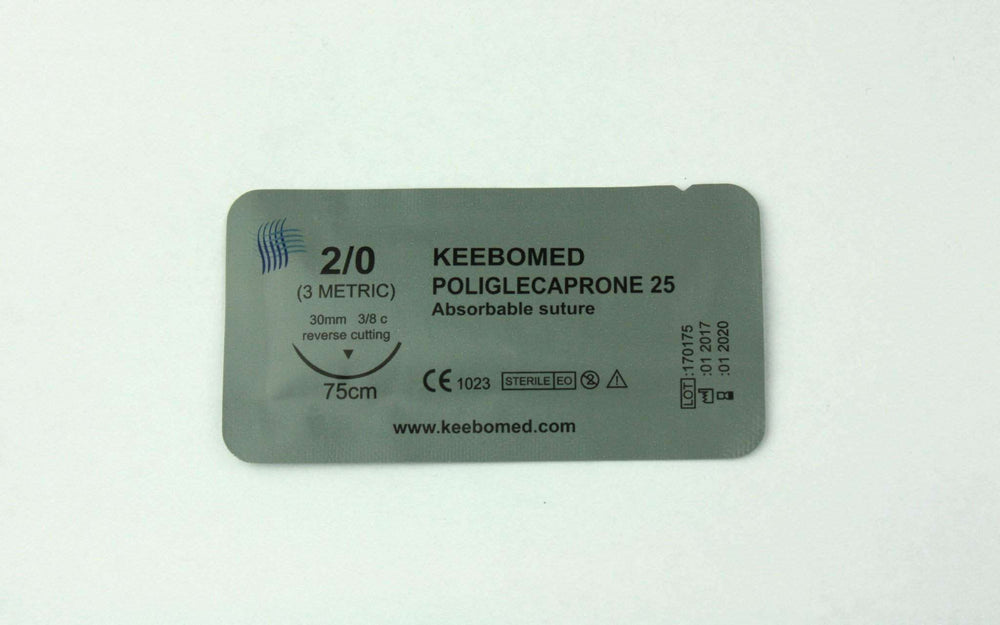 2/0
(3 METRIC)
30mm 3/8 c
reverse cutting
75cm
KEEBOMED
POLIGLECAPRONE 25
Absorbable suture
CE 1023 STERILE EO 2
www.keebomed.com
LOT :170175
:01 2017
:01 2020